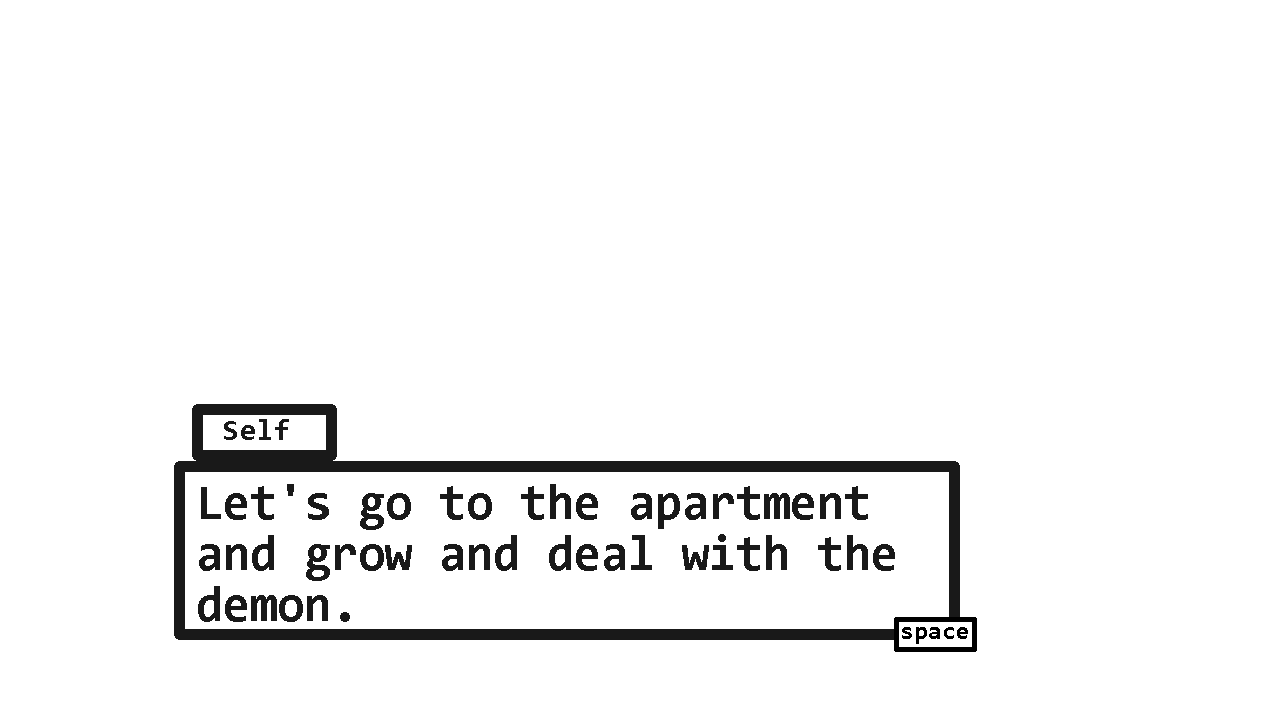 Self
Let's go to the apartment
and grow and deal with the
demon.
space